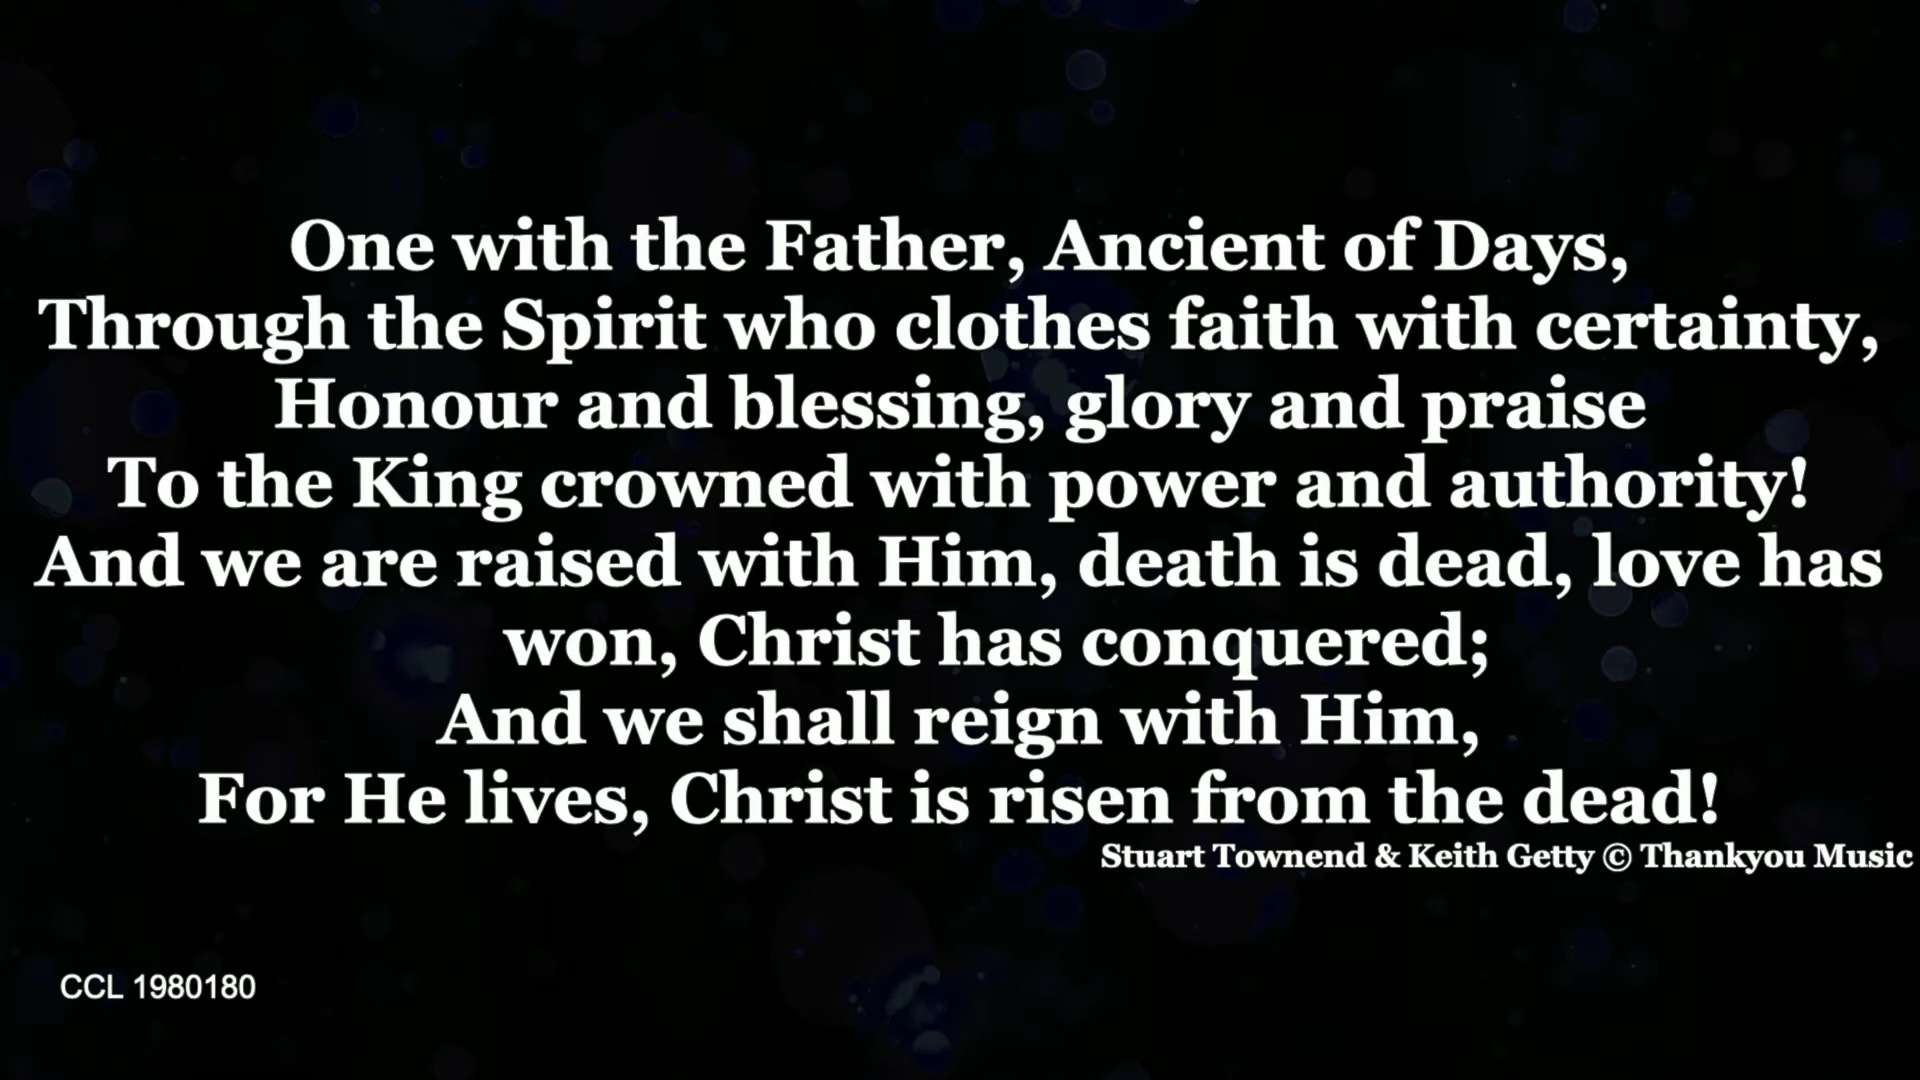 One with the Father, Ancient of Days,
Through the Spirit who clothes faith with certainty,
Honour and blessing, glory and praise
To the King crowned with power and authority!
And we are raised with Him, death is dead, love has
won, Christ has conquered;
And we shall reign with Him,
For He lives, Christ is risen from the dead!
Stuart Townend & Keith Getty © Thankyou Music
CCL 1980180